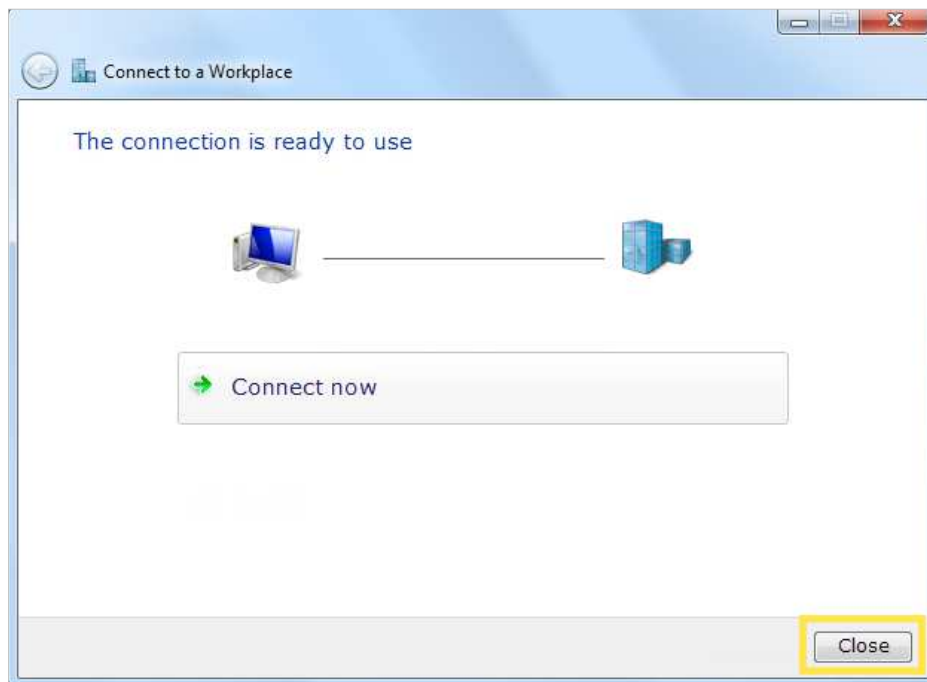 Connect to a Workplace
The connection is ready to use
Connect now
Close